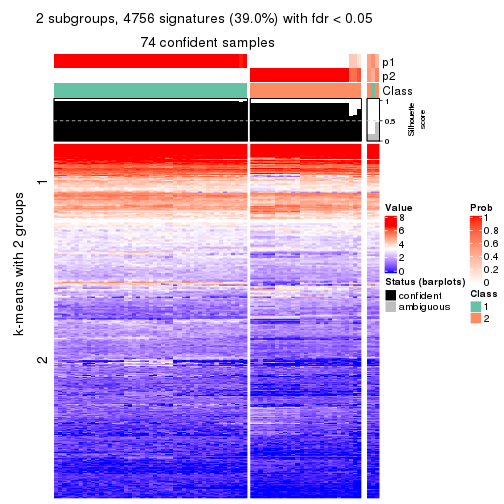 2 subgroups, 4756 signatures (39.0%) with fdr < 0.05
74 confident samples
p1
p2
Class
1
0.5
0
Silhouette
score
k-means with 2 groups
1
2
Value
8
6
4
2
0
Status (barplots)
confident
ambiguous
Prob
1
0.8
0.6
0.4
0.2
0
Class
1
2